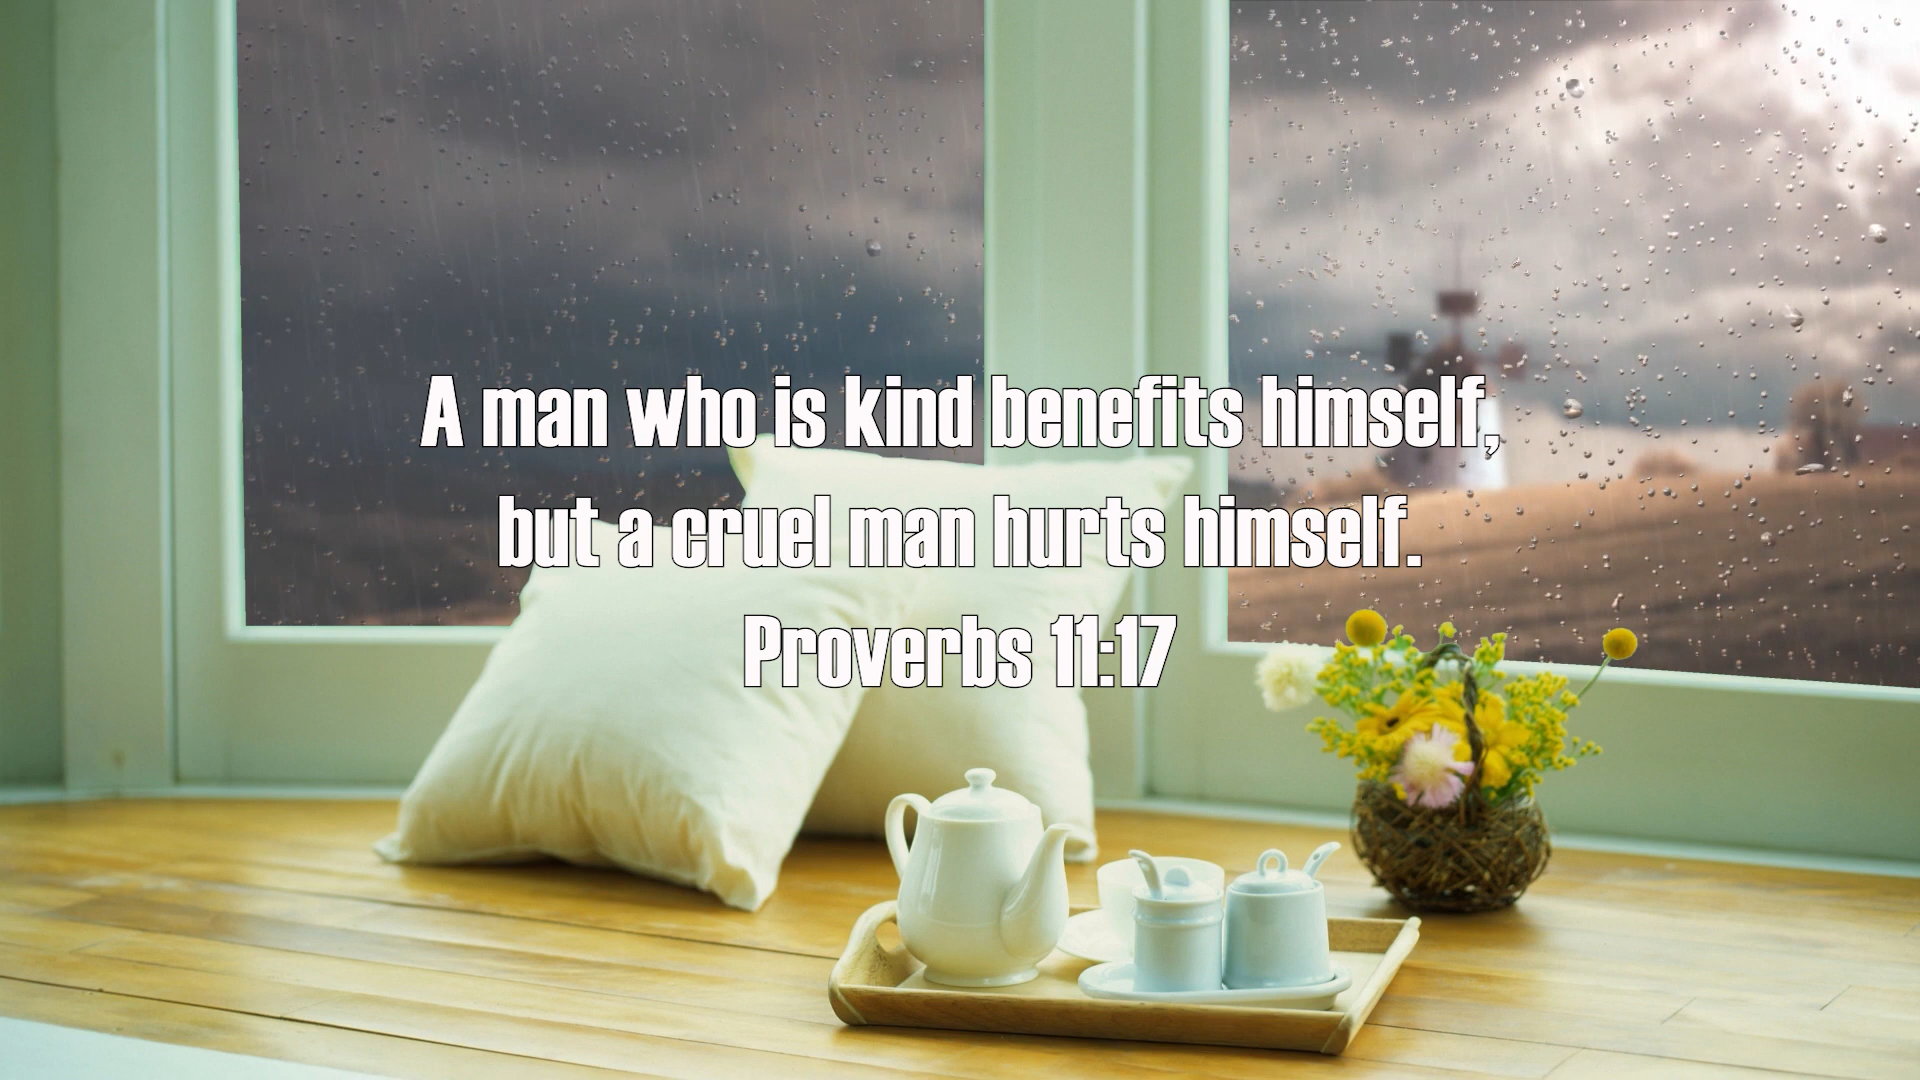 A man who is kind benefits himself,
but a cruel man hurts himself.
Proverbs 11:17